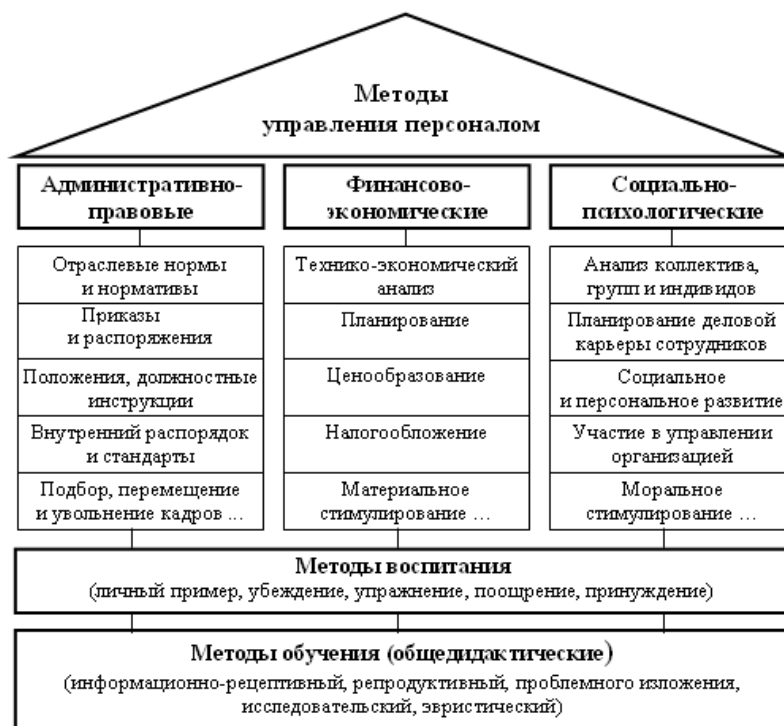 Методы
управления персоналом
Административно-
правовые
Финансово-
экономические
Социально-
психологические
Отраслевые нормы
и нормативы
Приказы
и распоряжения
Положения, должностные
инструкции
Внутренний распорядок
и стандарты
Подбор, перемещение
и увольнение кадров ...
Технико-экономический
анализ
Планирование
Ценообразование
Налогообложение
Материальное
стимулирование ...
Анализ коллектива,
групп и индивидов
Планирование деловой
карьеры сотрудников
Социальное
и персональное развитие
Участие в управлении
организацией
Моральное
стимулирование ...
Методы воспитания
(личный пример, убеждение, упражнение, поощрение, принуждение)
Методы обучения (общедидактические)
(информационно-рецептивный, репродуктивный, проблемного изложения,
исследовательский, эвристический)